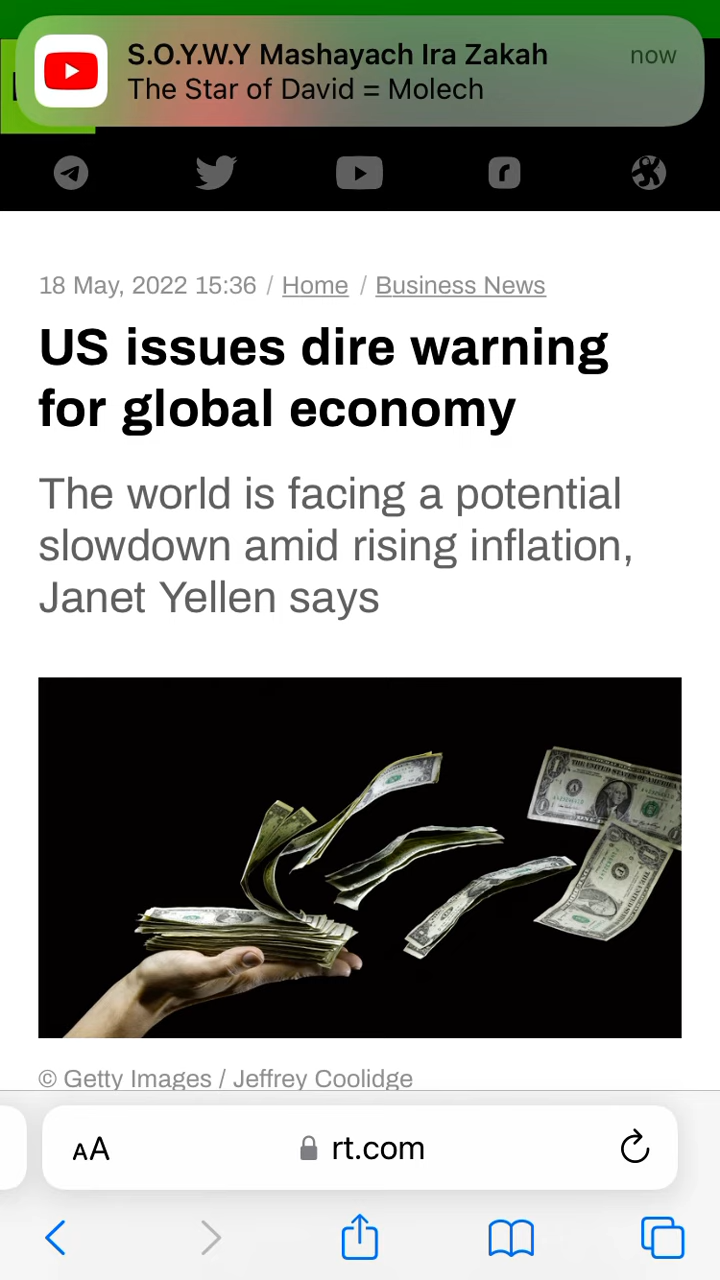 S.O.Y.W.Y Mashayach Ira Zakah now
The Star of David = Molech
18 May, 2022 15:36 / Home / Business News
US issues dire warning
for global economy
The world is facing a potential
slowdown amid rising inflation,
Janet Yellen says
© Getty Images / Jeffrey Coolidge
AA rt.com